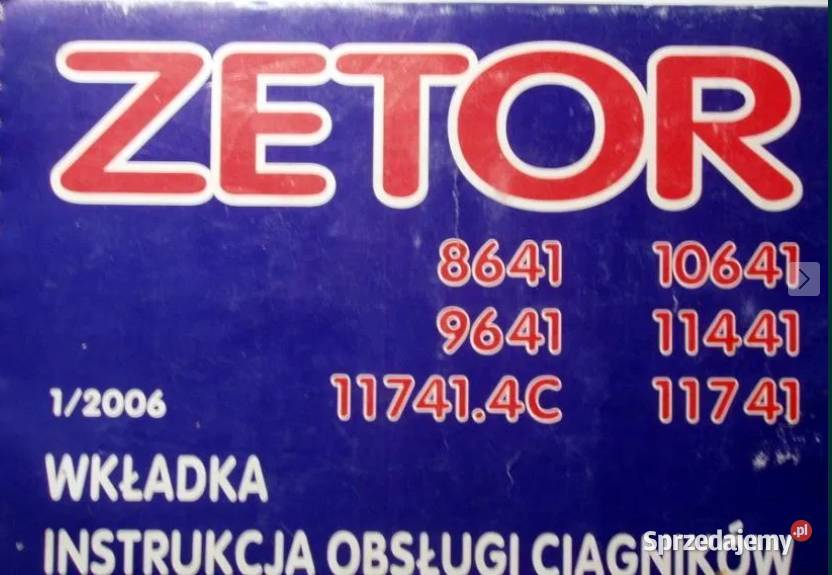 ZETOR
8641 10641
9641 11441
1/2006 11741.4C 11741
WKŁADKA
INSTRUKCJA OBSŁUGI CIĄGNIKÓW
Sprzedajemy.pl